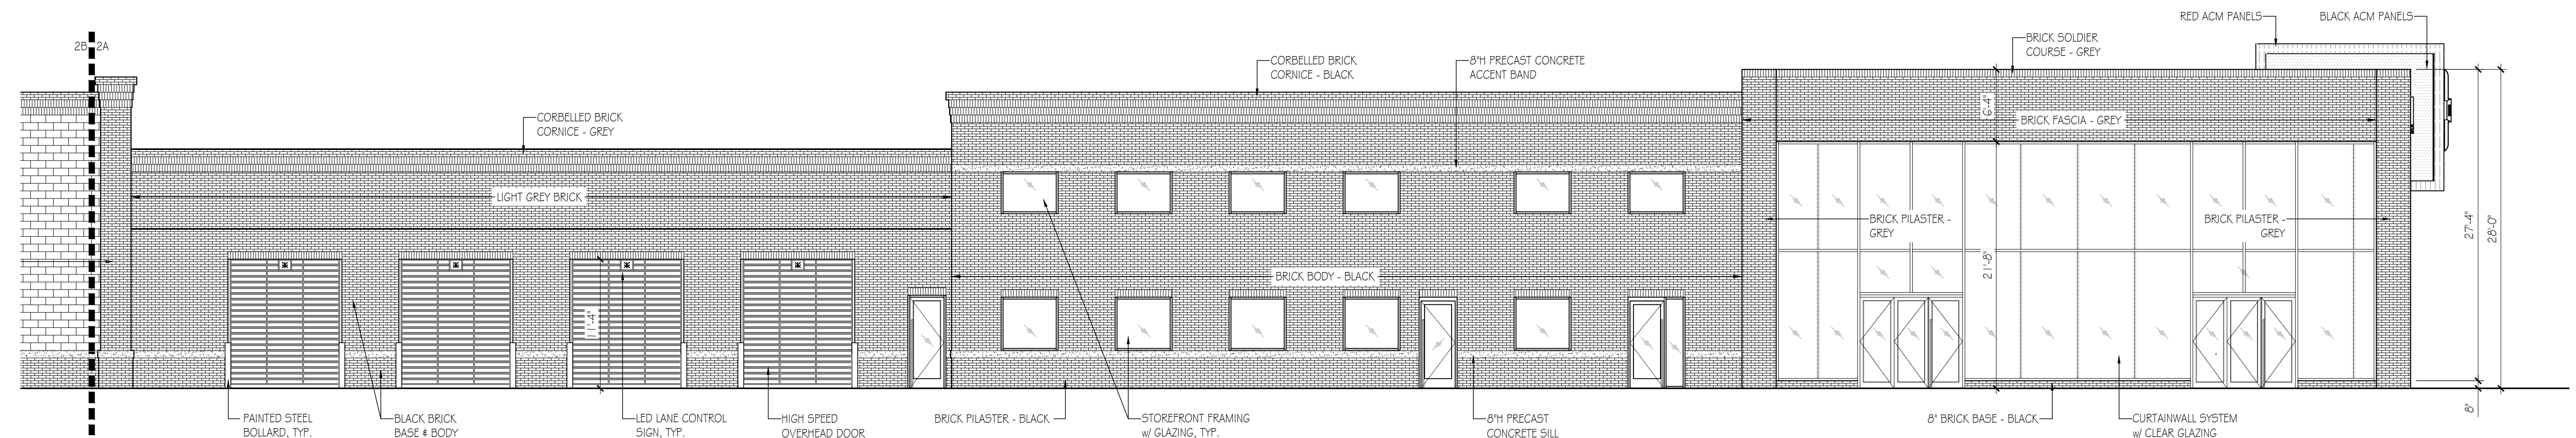 RED ACM PANELS
BLACK ACM PANELS
2B
2A
BRICK SOLDIER
COURSE - GREY
CORBELLED BRICK
CORNICE - BLACK
8"H PRECAST CONCRETE
ACCENT BAND
CORBELLED BRICK
CORNICE - GREY
6'-4"
BRICK FASCIA - GREY
LIGHT GREY BRICK
BRICK PILASTER -
GREY
BRICK PILASTER -
GREY
27'-4"
28'-0"
21'-8"
BRICK BODY - BLACK
11'-4"
PAINTED STEEL
BOLLARD, TYP.
BLACK BRICK
BASE & BODY
LED LANE CONTROL
SIGN, TYP.
HIGH SPEED
OVERHEAD DOOR
BRICK PILASTER - BLACK
STOREFRONT FRAMING
w/ GLAZING, TYP.
8"H PRECAST
CONCRETE SILL
8" BRICK BASE - BLACK
CURTAINWALL SYSTEM
w/ CLEAR GLAZING
8"